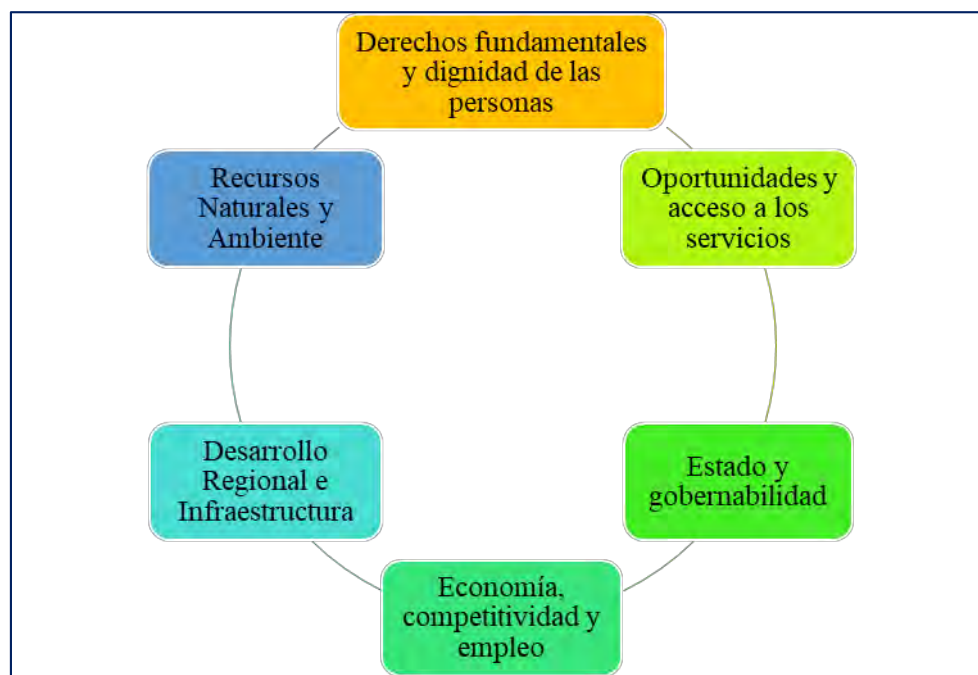 Derechos fundamentales
y dignidad de las
personas
Oportunidades y
acceso a los
servicios
Estado y
gobernabilidad
Economía,
competitividad y
empleo
Desarrollo
Regional e
Infraestructura
Recursos
Naturales y
Ambiente